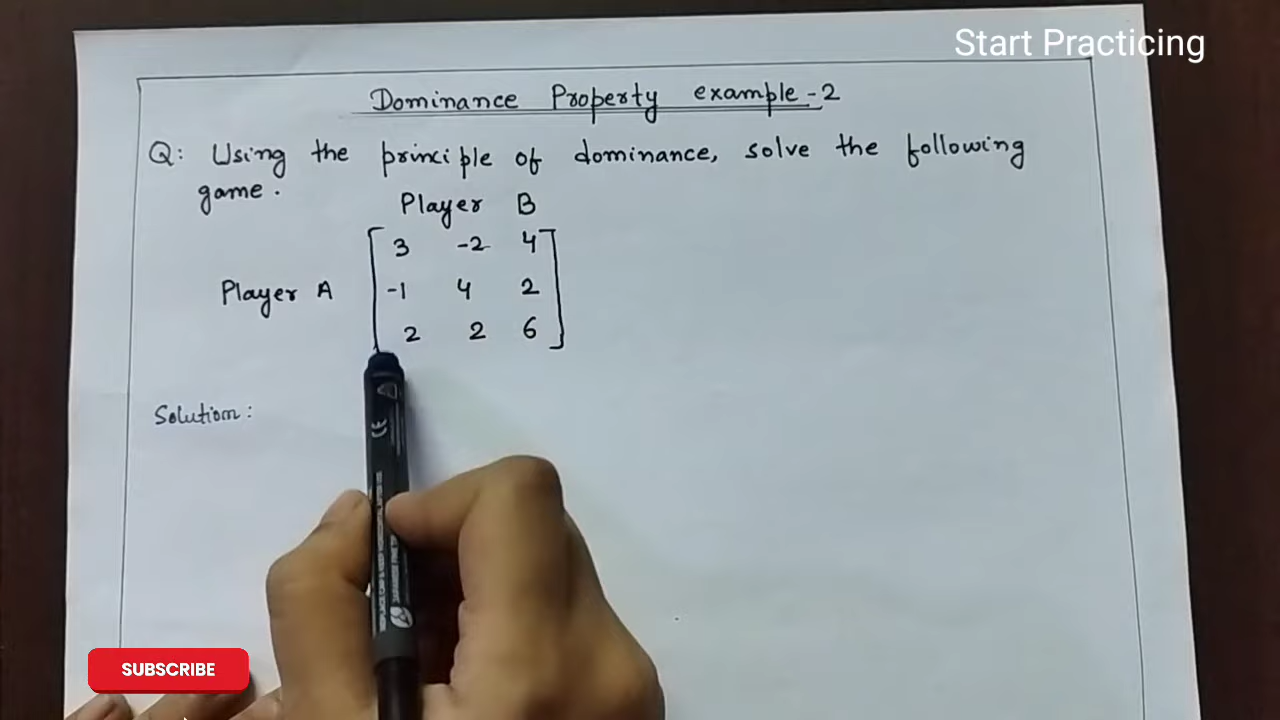 Start Practicing
Dominance Property example-2
Q: Using the principle of dominance, solve the following
game.
Player B
3 -2 4
Player A -1 4 2
2 2 6
Solution:
SUBSCRIBE